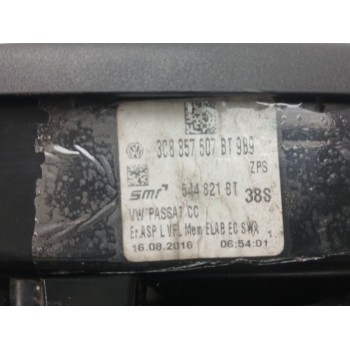 3C8 857 507 BT 9B9
ZPS
smr 544 821 BT 38S
VW PASSAT CC
Er.ASP L VFL Mem ELAB EC SWA 1
16.08.2016 06:54:01